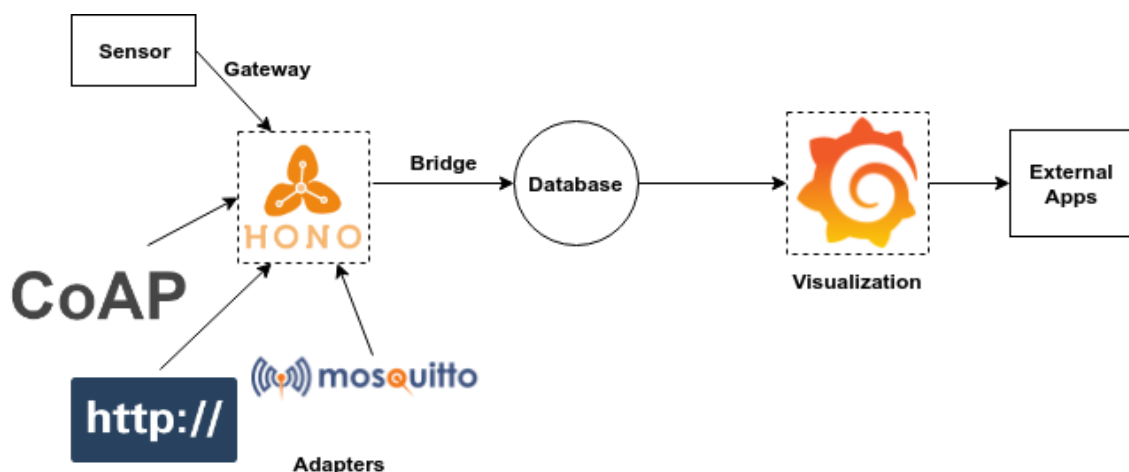 Sensor
Gateway
HONO
Bridge
Database
External
Apps
Visualization
CoAP
http://
mosquitto
Adapters